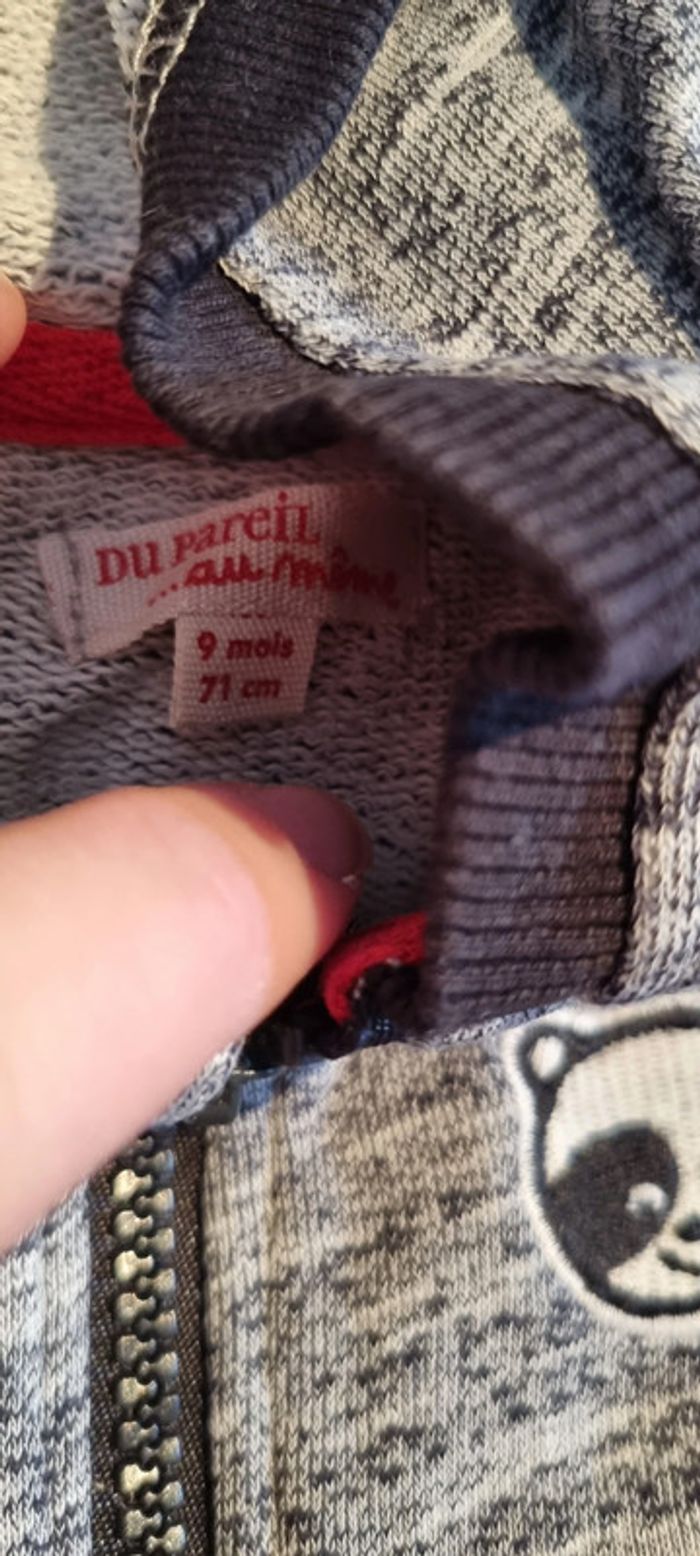 DU PareiL
...au même
9 mois
71 cm